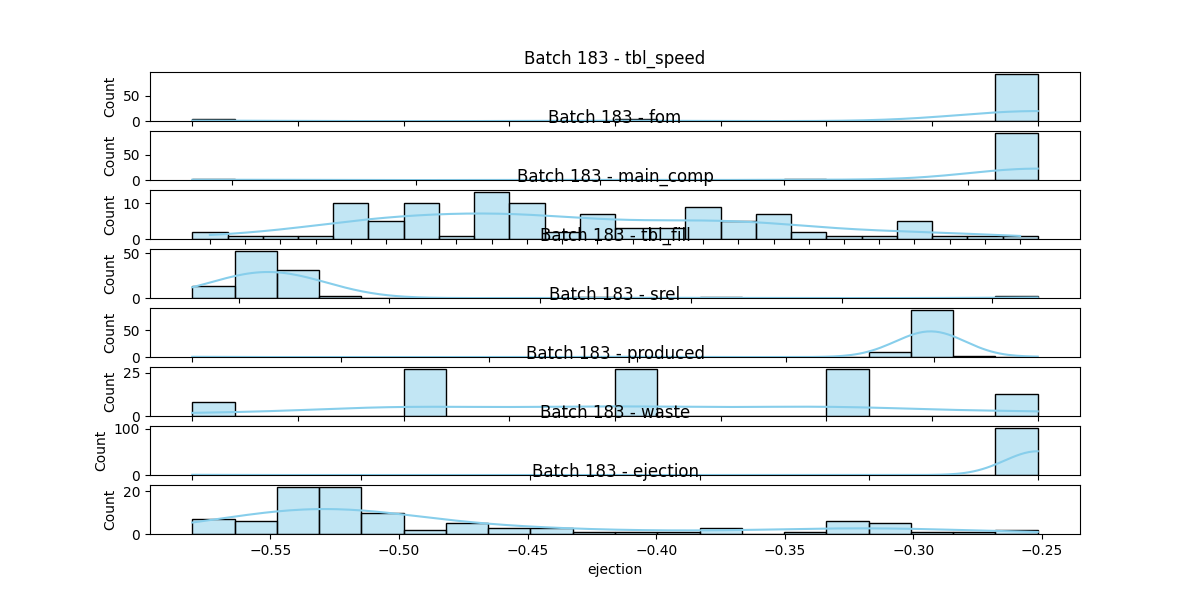 Batch 183 - tbl_speed
Count
50
0
Batch 183 - fom
Count
50
0
Batch 183 - main_comp
Count
10
0
Batch 183 - tbl_fill
Count
50
0
Batch 183 - srel
Count
50
0
Batch 183 - produced
Count
25
0
Batch 183 - waste
Count
100
0
Batch 183 - ejection
Count
20
0
−0.55 −0.50 −0.45 −0.40 −0.35 −0.30 −0.25
ejection